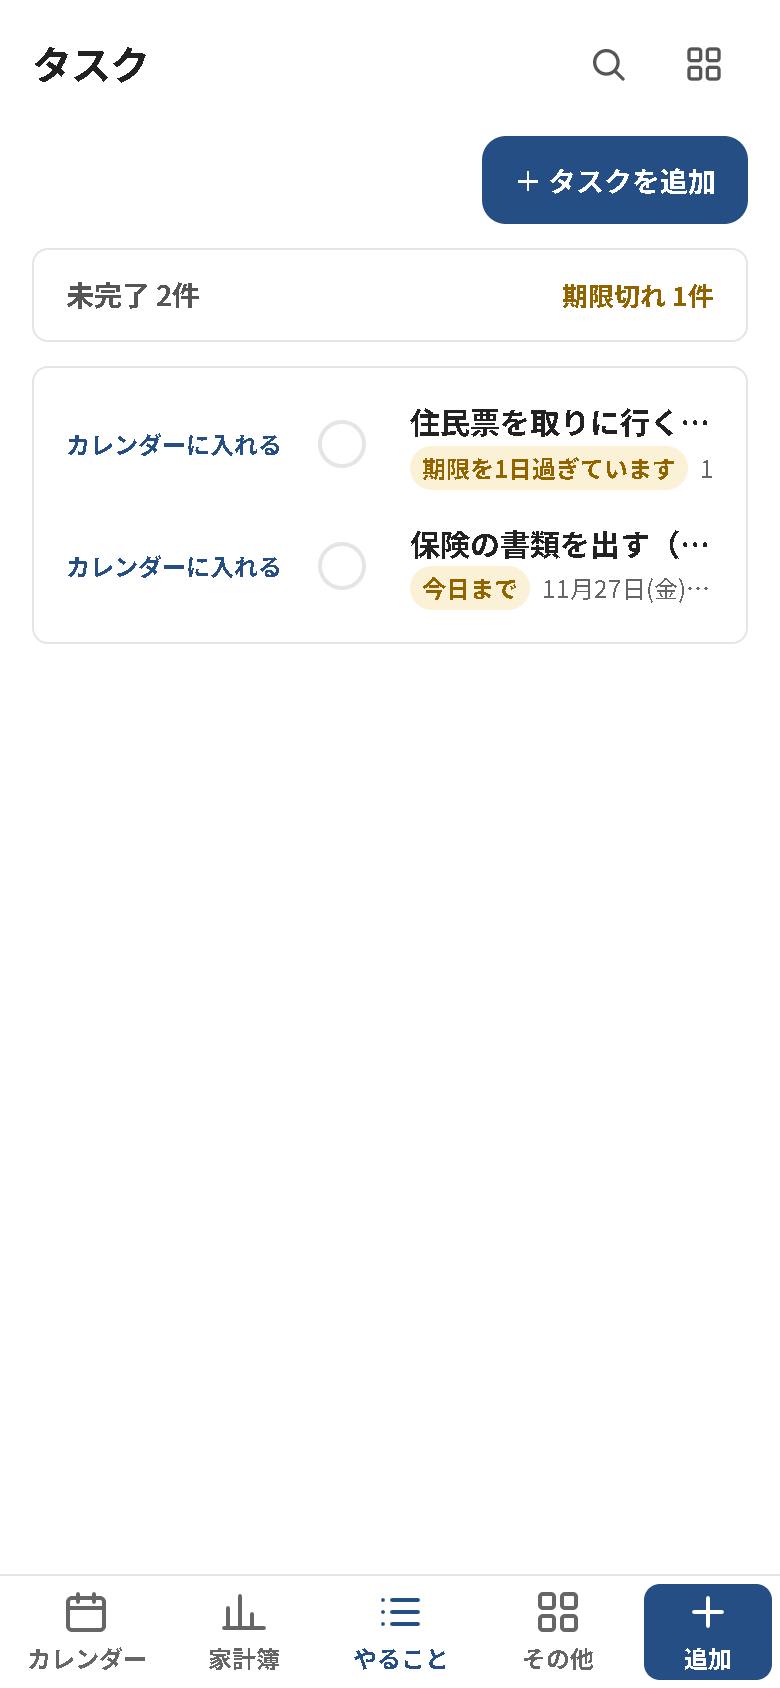 タスク
＋ タスクを追加
未完了 2件
期限切れ 1件
カレンダーに入れる
住民票を取りに行く…
期限を1日過ぎています 1
カレンダーに入れる
保険の書類を出す（…
今日まで 11月27日(金)…
カレンダー
家計簿
やること
その他
追加